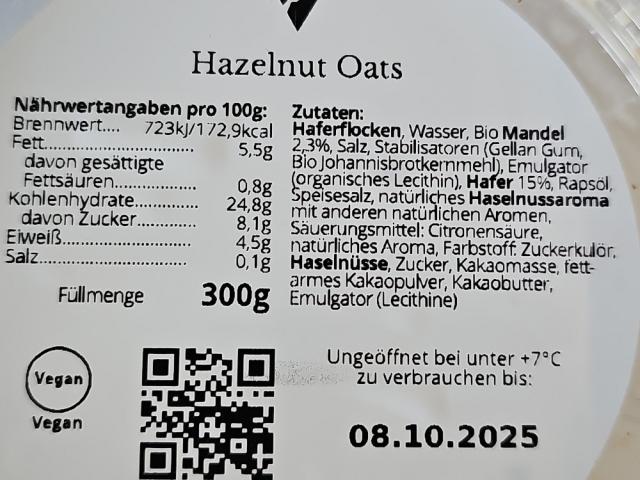 Hazelnut Oats
Nährwertangaben pro 100g:
Brennwert.... 723kJ/172,9kcal
Fett................................. 5,5g
davon gesättigte
Fettsäuren.................. 0,8g
Kohlenhydrate................ 24,8g
davon Zucker............... 8,1g
Eiweiß............................. 4,5g
Salz.................................. 0,1g
Füllmenge 300g
Zutaten:
Haferflocken, Wasser, Bio Mandel
2,3%, Salz, Stabilisatoren (Gellan Gum,
Bio Johannisbrotkernmehl), Emulgator
(organisches Lecithin), Hafer 15%, Rapsöl,
Speisesalz, natürliches Haselnussaroma
mit anderen natürlichen Aromen,
Säuerungsmittel: Citronensäure,
natürliches Aroma, Farbstoff: Zuckerkulör,
Haselnüsse, Zucker, Kakaomasse, fett-
armes Kakaopulver, Kakaobutter,
Emulgator (Lecithine)
Vegan
Vegan
Ungeöffnet bei unter +7°C
zu verbrauchen bis:
08.10.2025